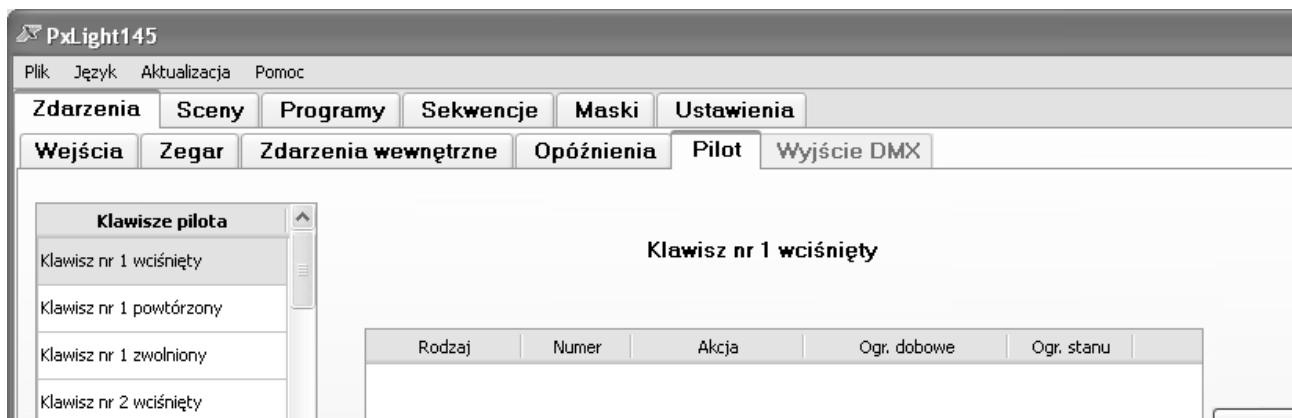 PxLight145
Plik Język Aktualizacja Pomoc
Zdarzenia Sceny Programy Sekwencje Maski Ustawienia
Wejścia Zegar Zdarzenia wewnętrzne Opóźnienia Pilot Wyjście DMX
Klawisze pilota
Klawisz nr 1 wciśnięty
Klawisz nr 1 powtórzony
Klawisz nr 1 zwolniony
Klawisz nr 2 wciśnięty
Klawisz nr 1 wciśnięty
Rodzaj Numer Akcja Ogr. dobowe Ogr. stanu